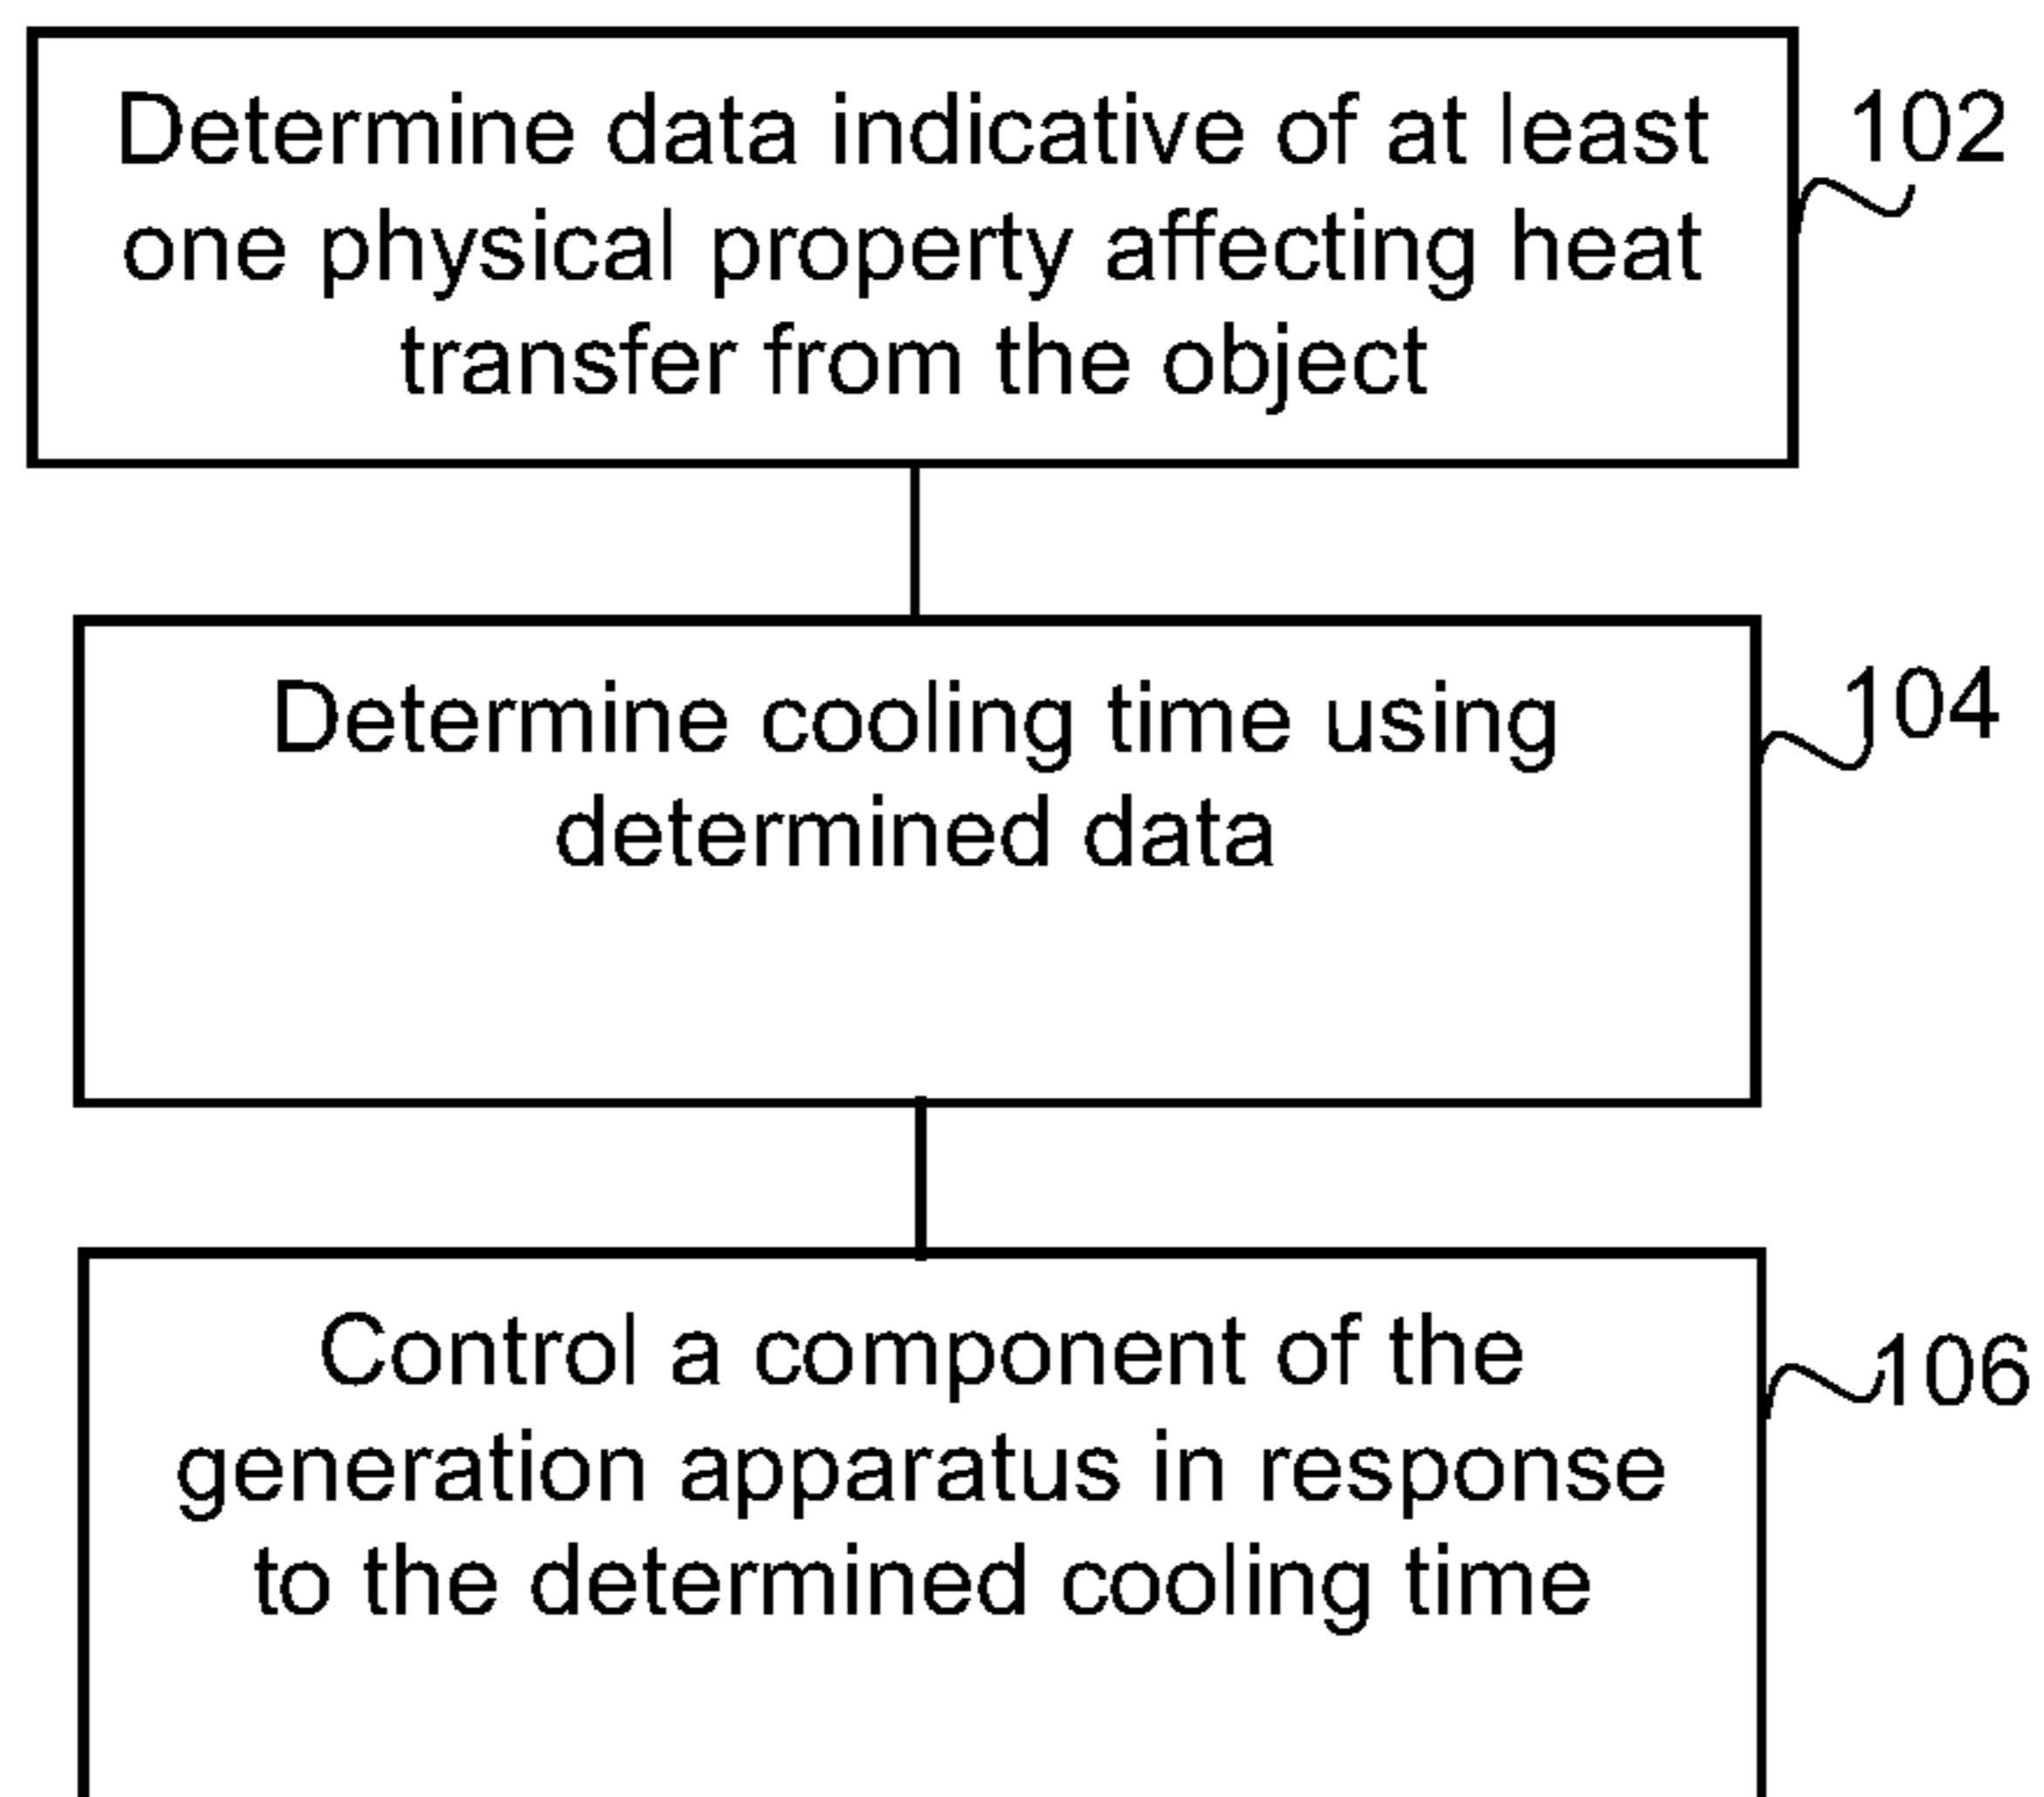 Determine data indicative of at least
one physical property affecting heat
transfer from the object
102
Determine cooling time using
determined data
104
Control a component of the
generation apparatus in response
to the determined cooling time
106